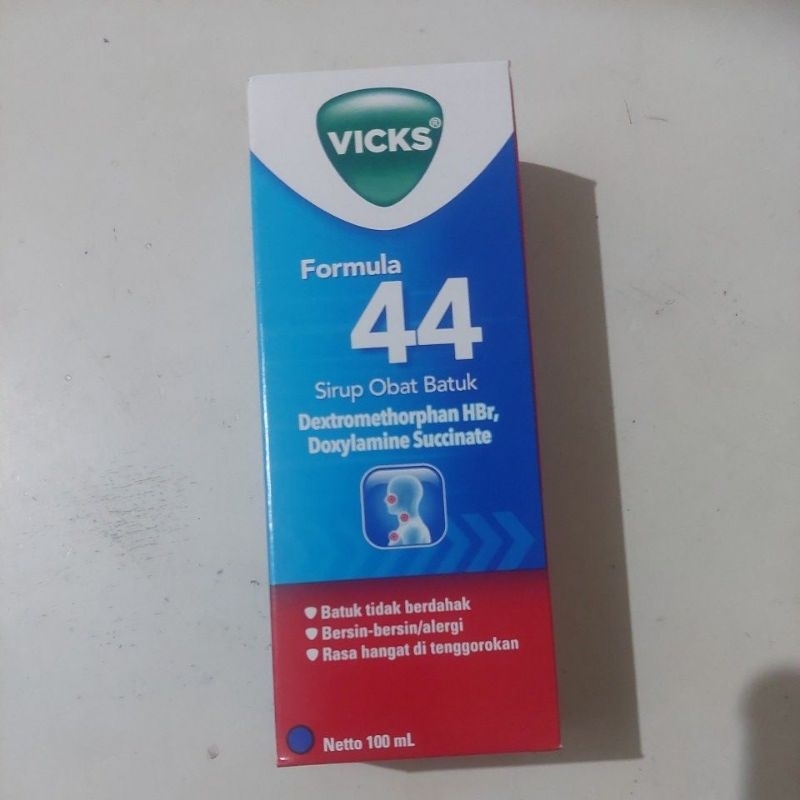 VICKS®
Formula
44
Sirup Obat Batuk
Dextromethorphan HBr,
Doxylamine Succinate
Batuk tidak berdahak
Bersin-bersin/alergi
Rasa hangat di tenggorokan
Netto 100 mL